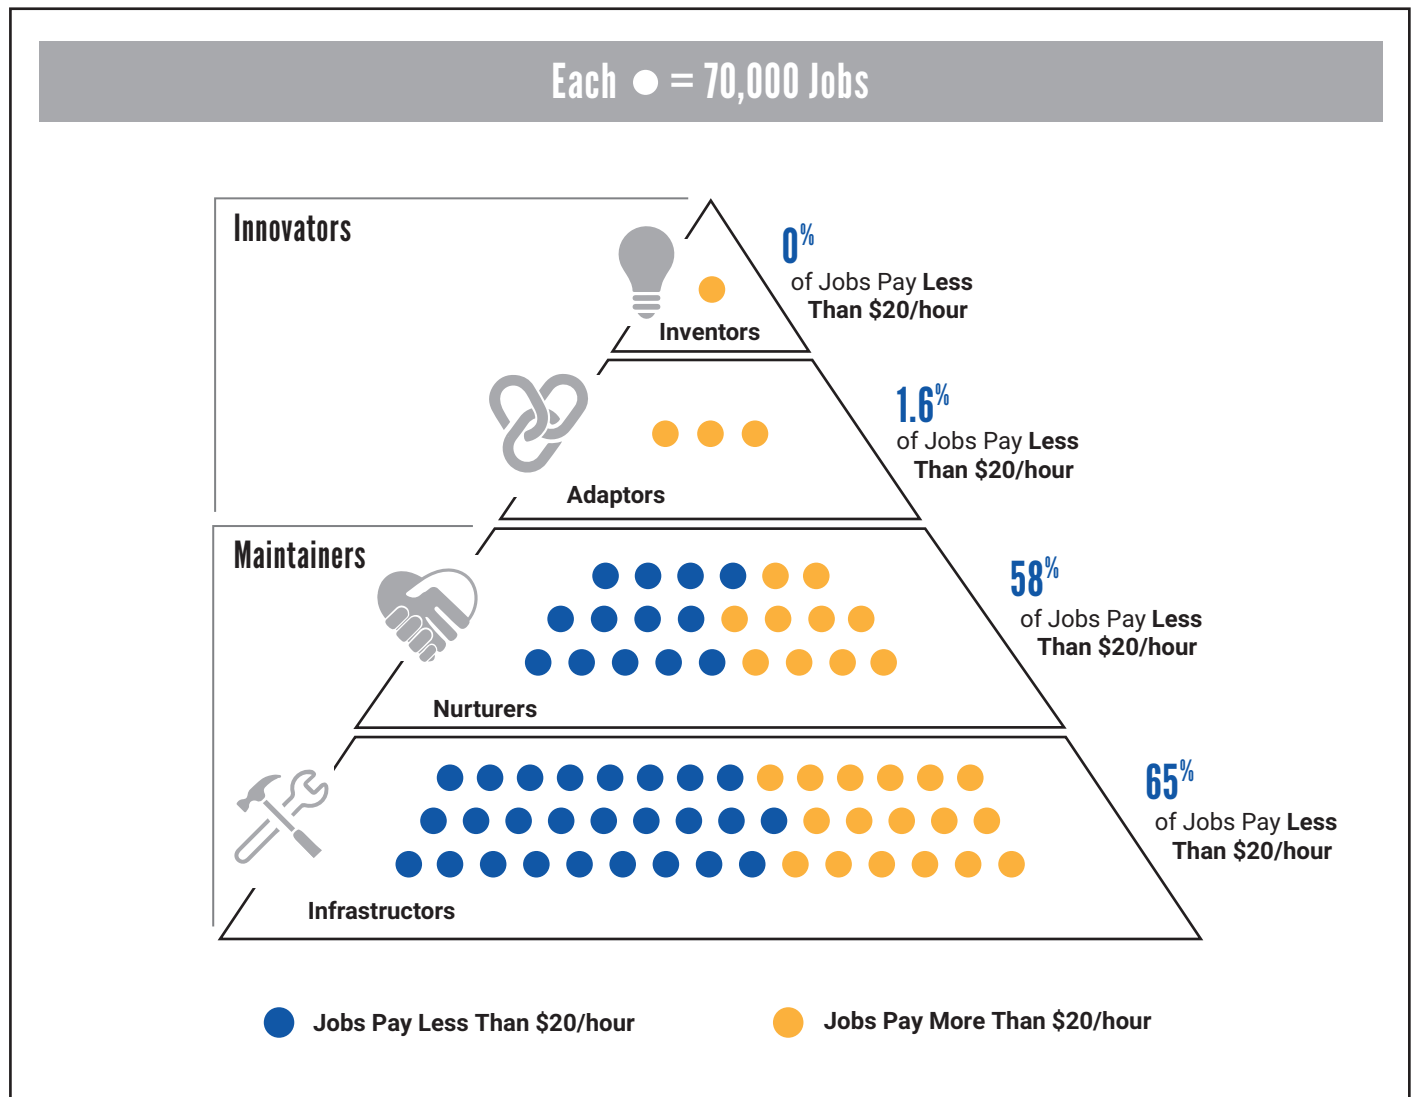 Each = 70,000 Jobs
Innovators
0%
of Jobs Pay Less
Than $20/hour
Inventors
1.6%
of Jobs Pay Less
Than $20/hour
Adaptors
Maintainers
58%
of Jobs Pay Less
Than $20/hour
Nurturers
65%
of Jobs Pay Less
Than $20/hour
Infrastructors
Jobs Pay Less Than $20/hour
Jobs Pay More Than $20/hour